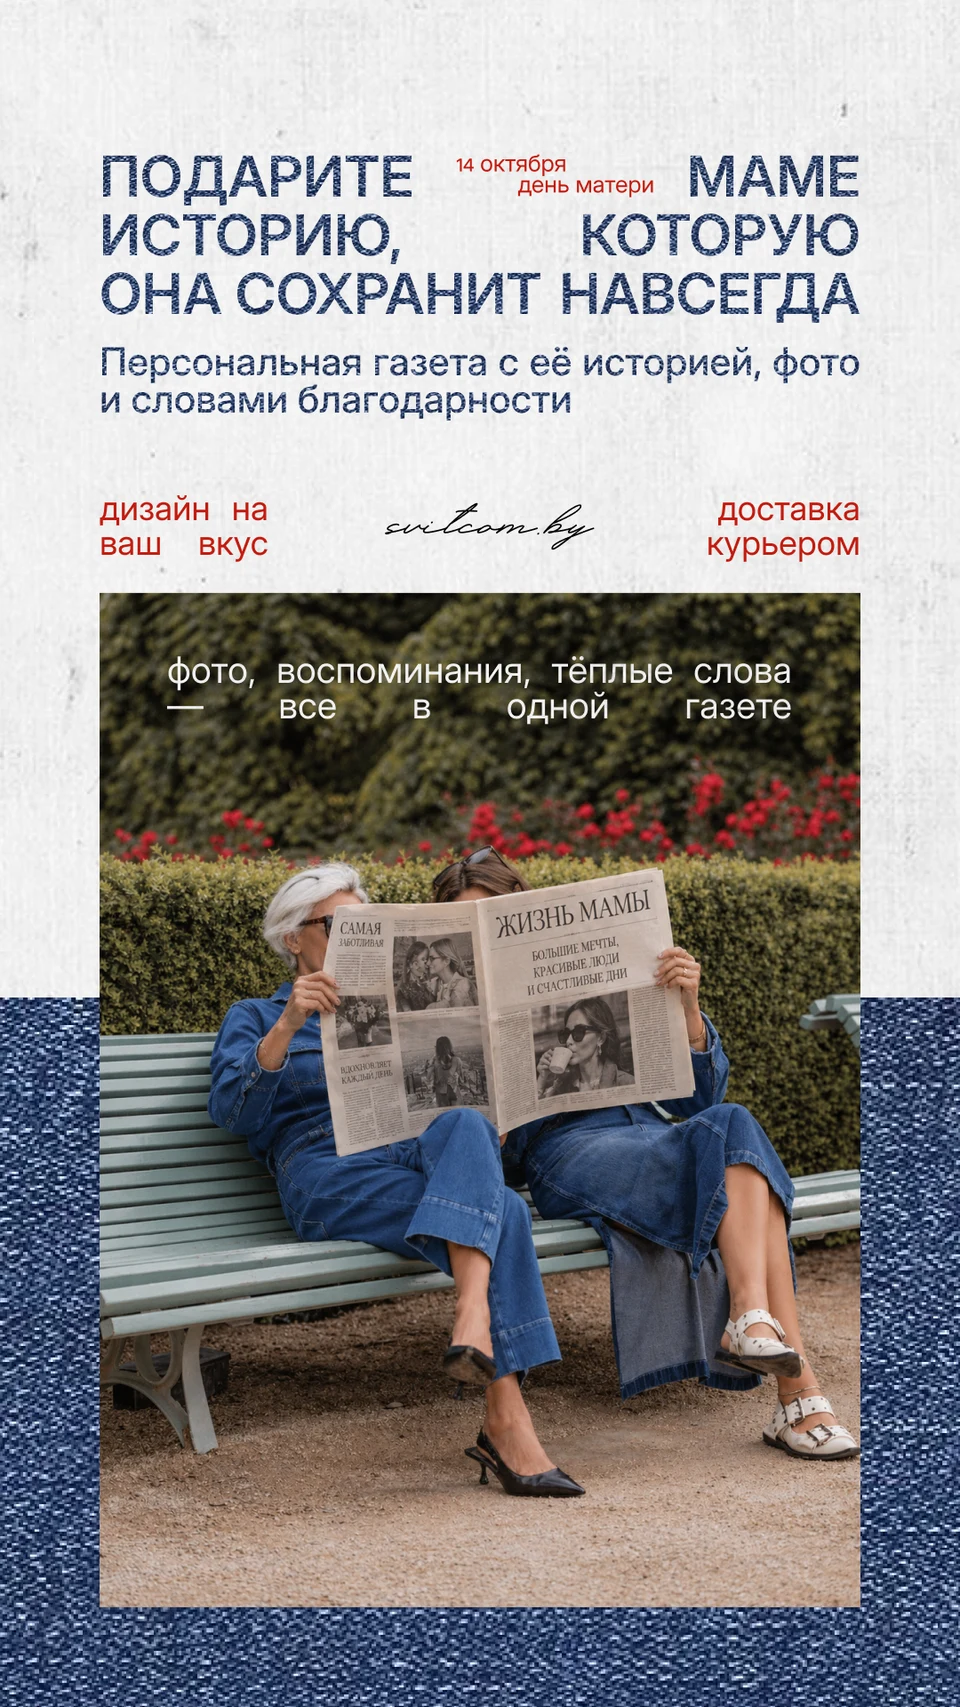 ПОДАРИТЕ 14 октября МАМЕ
день матери
ИСТОРИЮ, КОТОРУЮ
ОНА СОХРАНИТ НАВСЕГДА
Персональная газета с её историей, фото
и словами благодарности
дизайн на
ваш вкус
svitcom.by
доставка
курьером
фото, воспоминания, тёплые слова
— все в одной газете
САМАЯ
ЗАБОТЛИВАЯ
ВДОХНОВЛЯЕТ
КАЖДЫЙ ДЕНЬ
ЖИЗНЬ МАМЫ
БОЛЬШИЕ МЕЧТЫ,
КРАСИВЫЕ ЛЮДИ
И СЧАСТЛИВЫЕ ДНИ